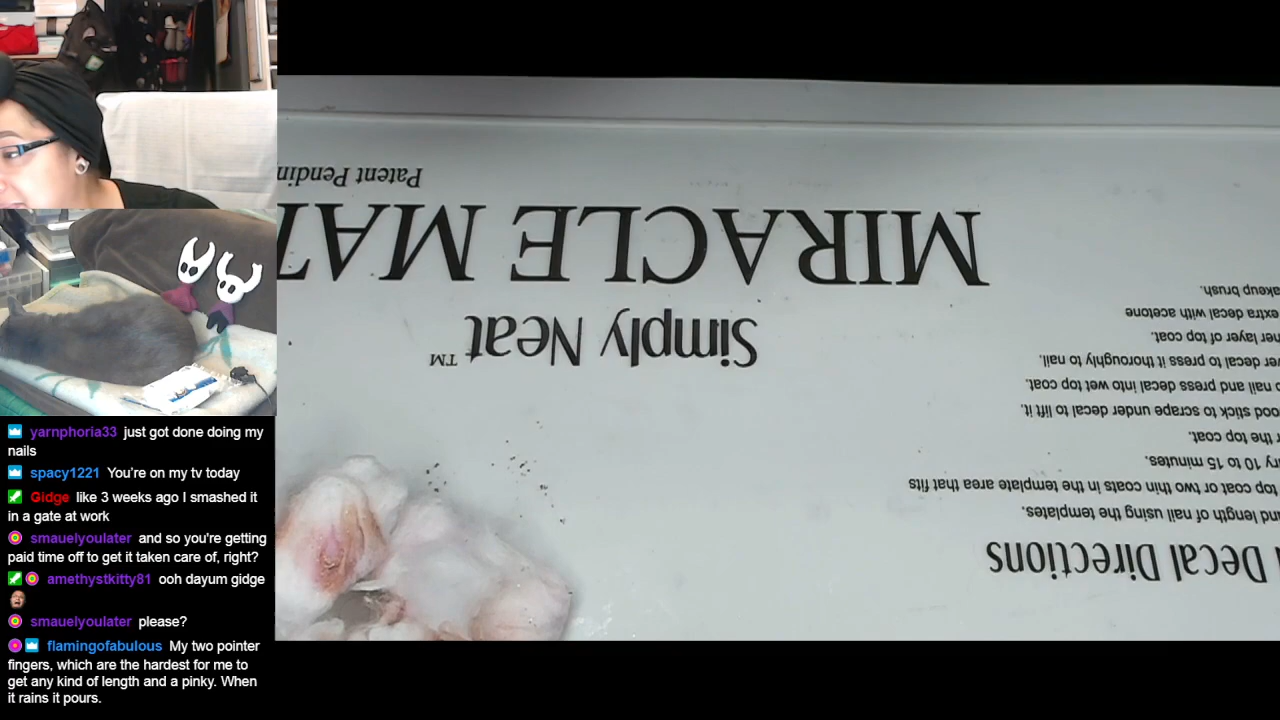 Patent Pendin
MIRACLE MAT
Simply Neat™
akeup brush.
extra decal with acetone
ner layer of top coat.
ver decal to press it thoroughly to nail.
o nail and press decal into wet top coat.
ood stick to scrape under decal to lift it.
r the top coat.
ry 10 to 15 minutes.
top coat or two thin coats in the template area that fits
and length of nail using the templates.
Decal Directions
yarnphoria33 just got done doing my
nails
spacy1221 You're on my tv today
Gidge like 3 weeks ago I smashed it
in a gate at work
smauelyoulater and so you're getting
paid time off to get it taken care of, right?
amethystkitty81 ooh dayum gidge
smauelyoulater please?
flamingofabulous My two pointer
fingers, which are the hardest for me to
get any kind of length and a pinky. When
it rains it pours.